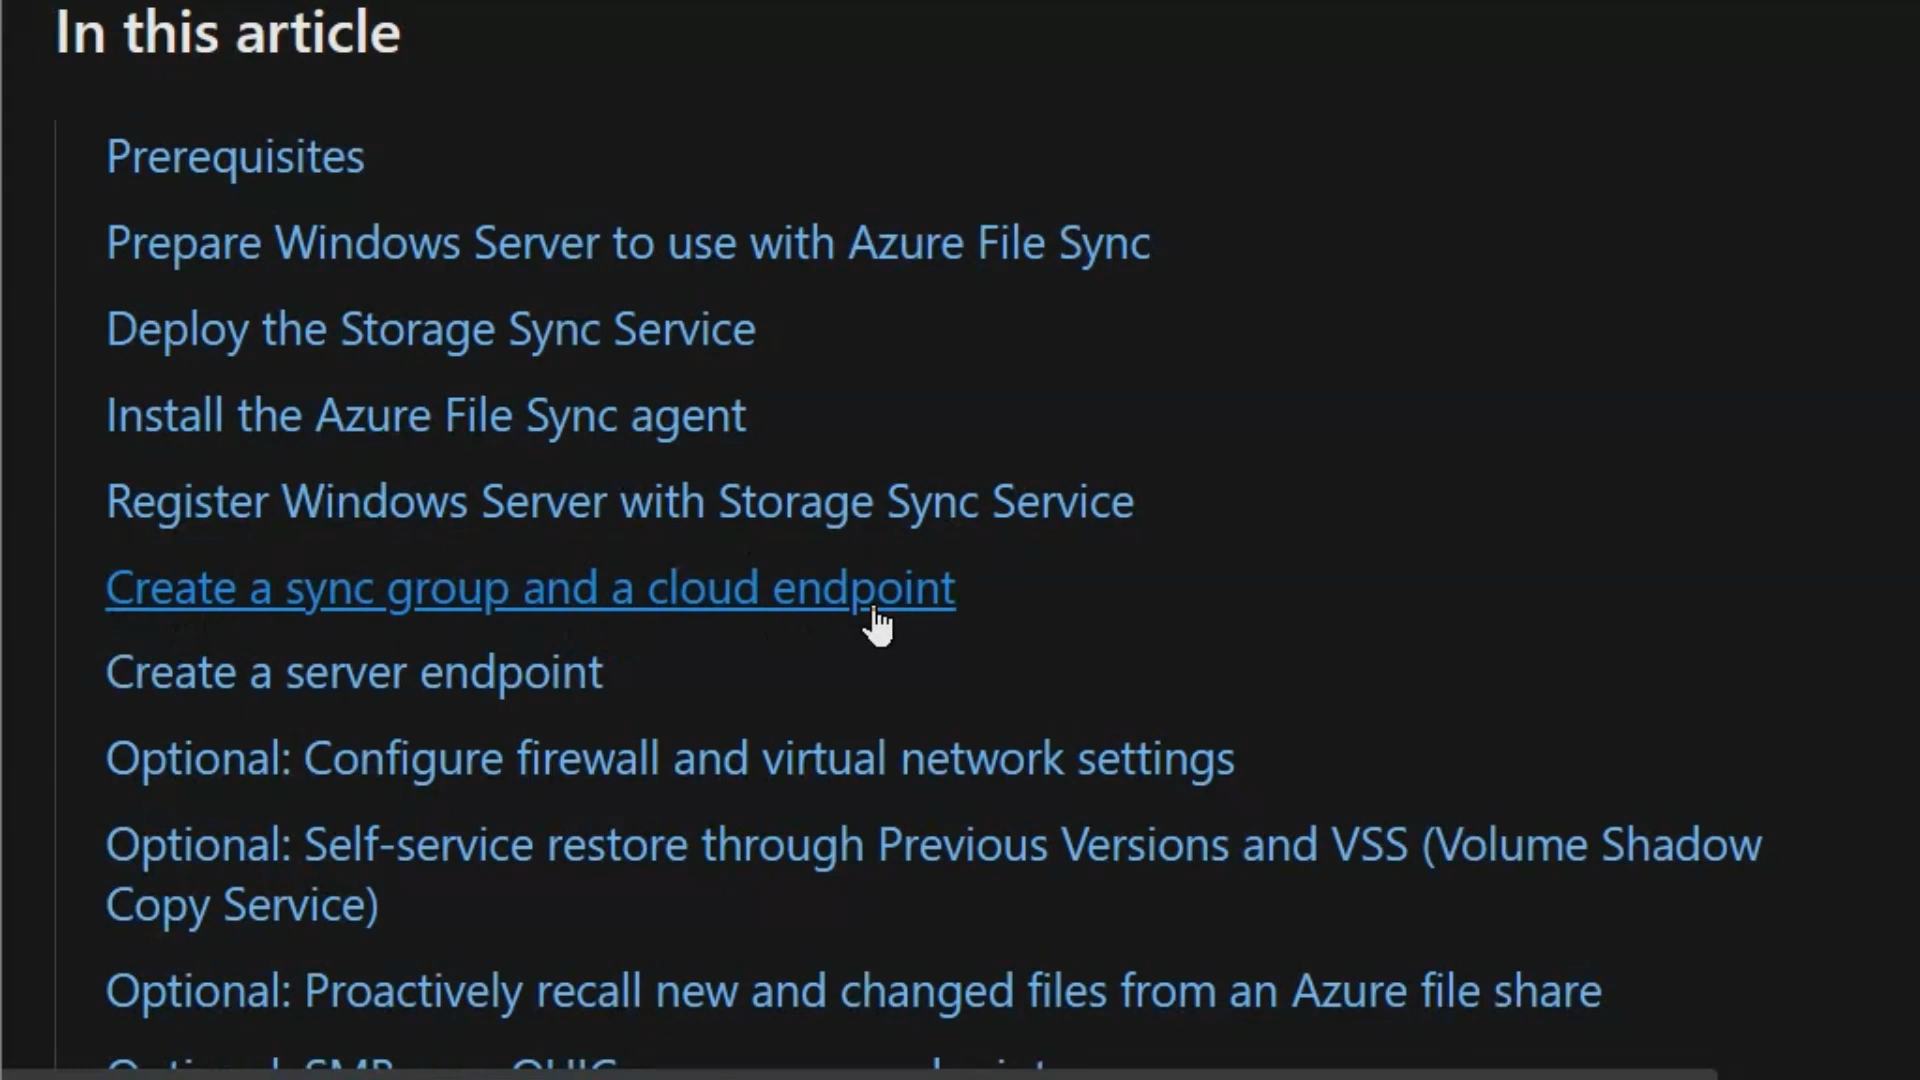 In this article
Prerequisites
Prepare Windows Server to use with Azure File Sync
Deploy the Storage Sync Service
Install the Azure File Sync agent
Register Windows Server with Storage Sync Service
Create a sync group and a cloud endpoint
Create a server endpoint
Optional: Configure firewall and virtual network settings
Optional: Self-service restore through Previous Versions and VSS (Volume Shadow
Copy Service)
Optional: Proactively recall new and changed files from an Azure file share